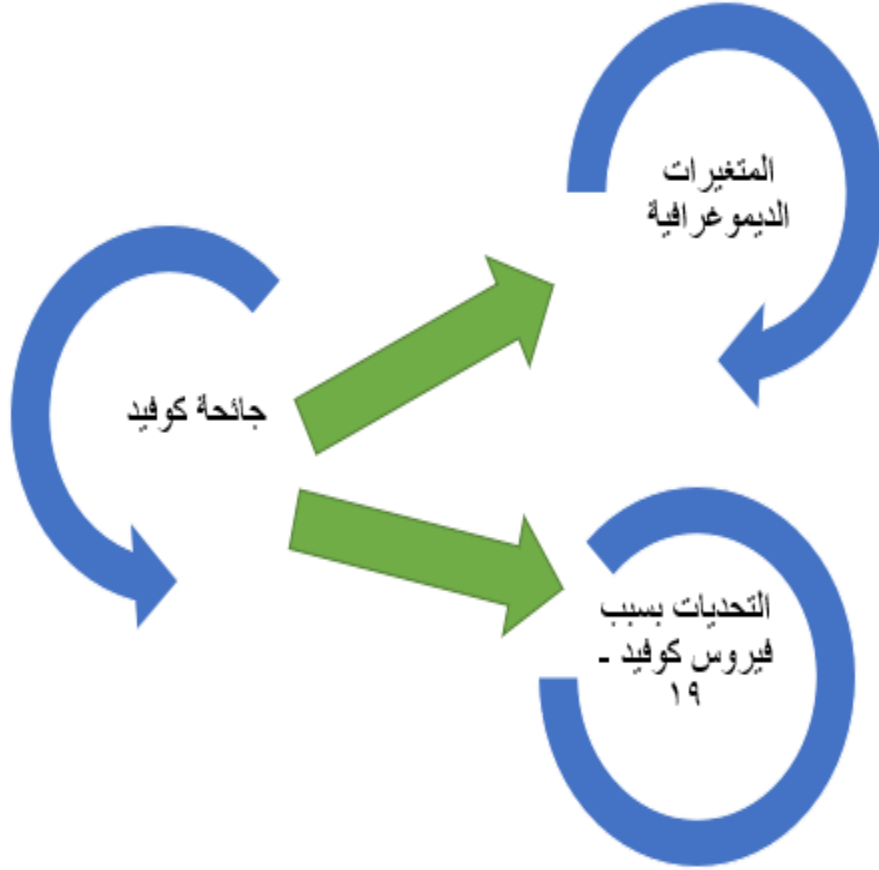 المتغيرات
الديموغرافية
جائحة كوفيد
التحديات بسبب
فيروس كوفيد -
١٩